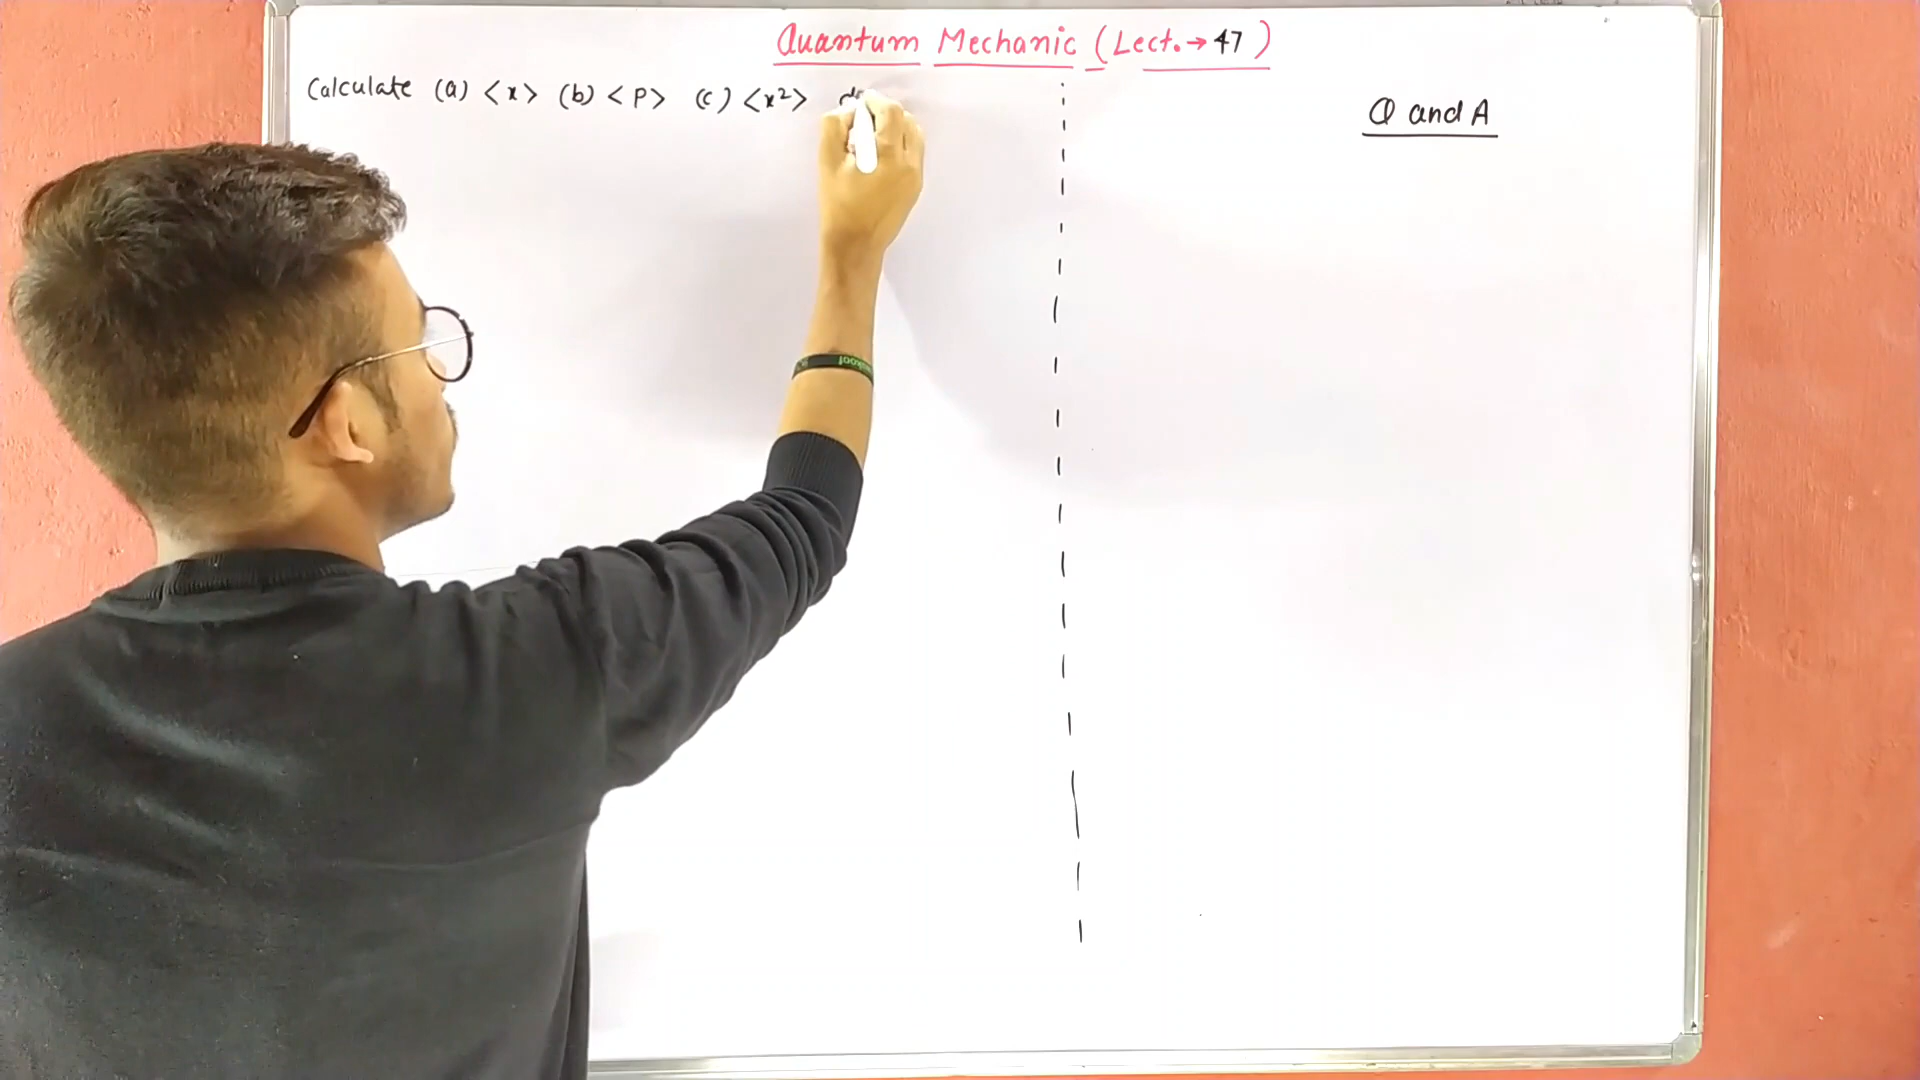 Quantum Mechanic (Lect.→47)
Calculate (a) <x> (b) <P> (c) <x²>
Q and A